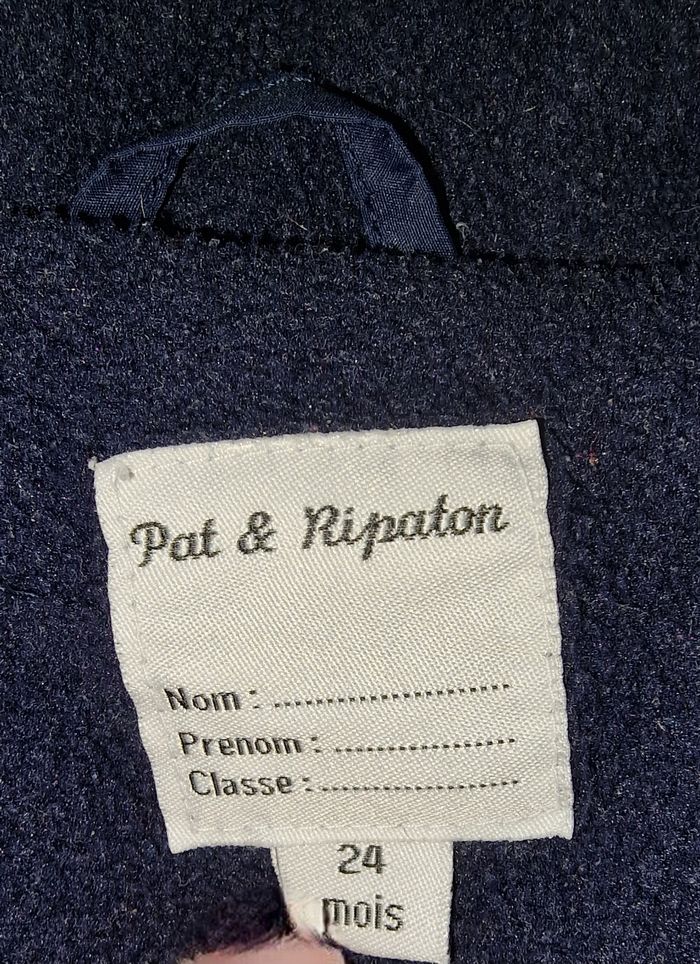 Pat & Ripaton
Nom : ......................
Prenom : .................
Classe : ...................
24
mois